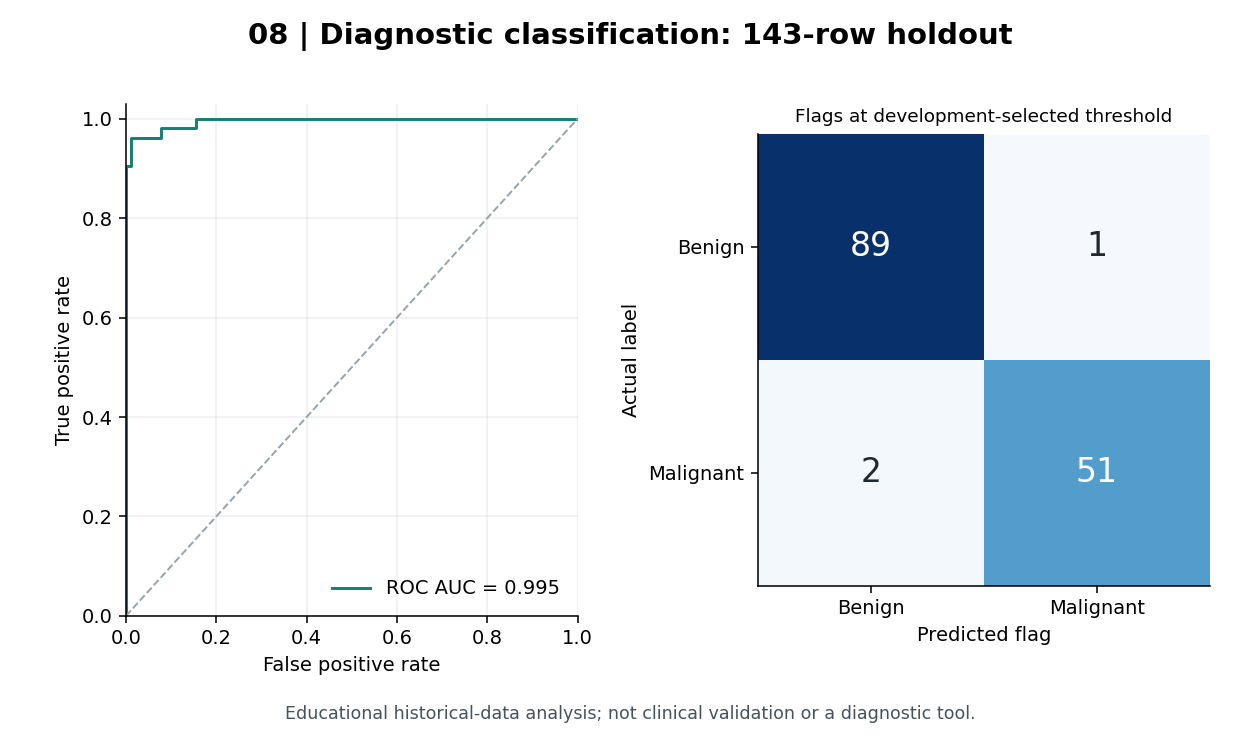 08 | Diagnostic classification: 143-row holdout
True positive rate
1.0
0.8
0.6
0.4
0.2
0.0
0.0 0.2 0.4 0.6 0.8 1.0
False positive rate
ROC AUC = 0.995
Flags at development-selected threshold
Actual label
Benign 89 1
Malignant 2 51
Benign Malignant
Predicted flag
Educational historical-data analysis; not clinical validation or a diagnostic tool.